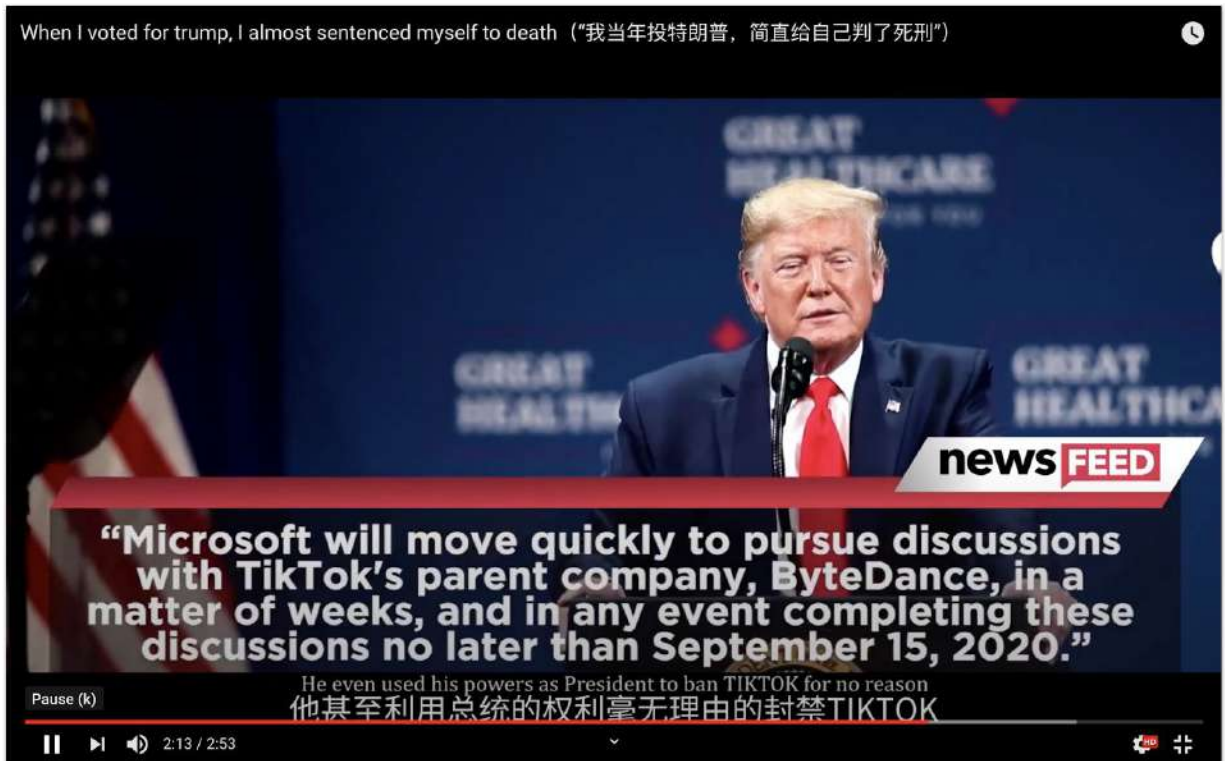 When I voted for trump, I almost sentenced myself to death（“我当年投特朗普，简直给自己判了死刑”）
GREAT
HEALTHCARE
FOR YOU
GREAT
HEALTH
GREAT
HEALTHCA
news FEED
“Microsoft will move quickly to pursue discussions
with TikTok's parent company, ByteDance, in a
matter of weeks, and in any event completing these
discussions no later than September 15, 2020.”
He even used his powers as President to ban TIKTOK for no reason
他甚至利用总统的权利毫无理由的封禁TIKTOK
Pause (k)
2:13 / 2:53
HD